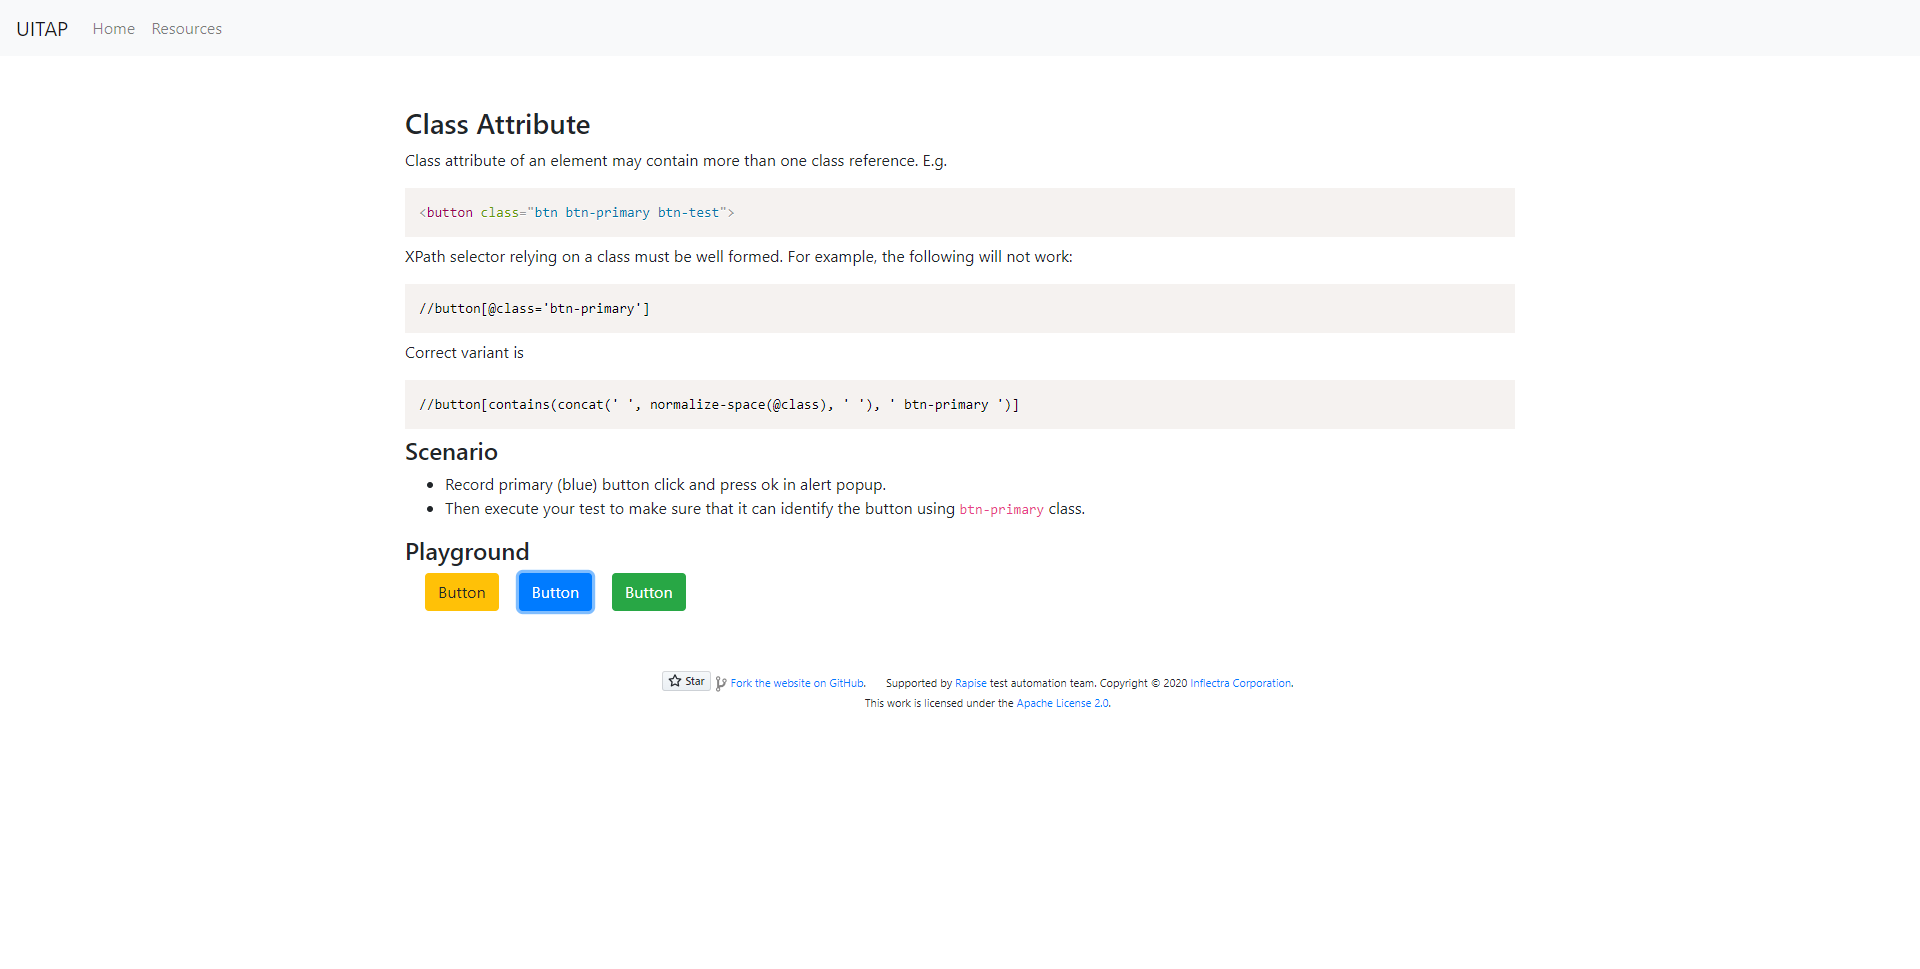 UITAP Home Resources
Class Attribute
Class attribute of an element may contain more than one class reference. E.g.
<button class="btn btn-primary btn-test">
XPath selector relying on a class must be well formed. For example, the following will not work:
//button[@class='btn-primary']
Correct variant is
//button[contains(concat(' ', normalize-space(@class), ' '), ' btn-primary ')]
Scenario
Record primary (blue) button click and press ok in alert popup.
Then execute your test to make sure that it can identify the button using btn-primary class.
Playground
Button Button Button
Star Fork the website on GitHub. Supported by Rapise test automation team. Copyright © 2020 Inflectra Corporation.
This work is licensed under the Apache License 2.0.